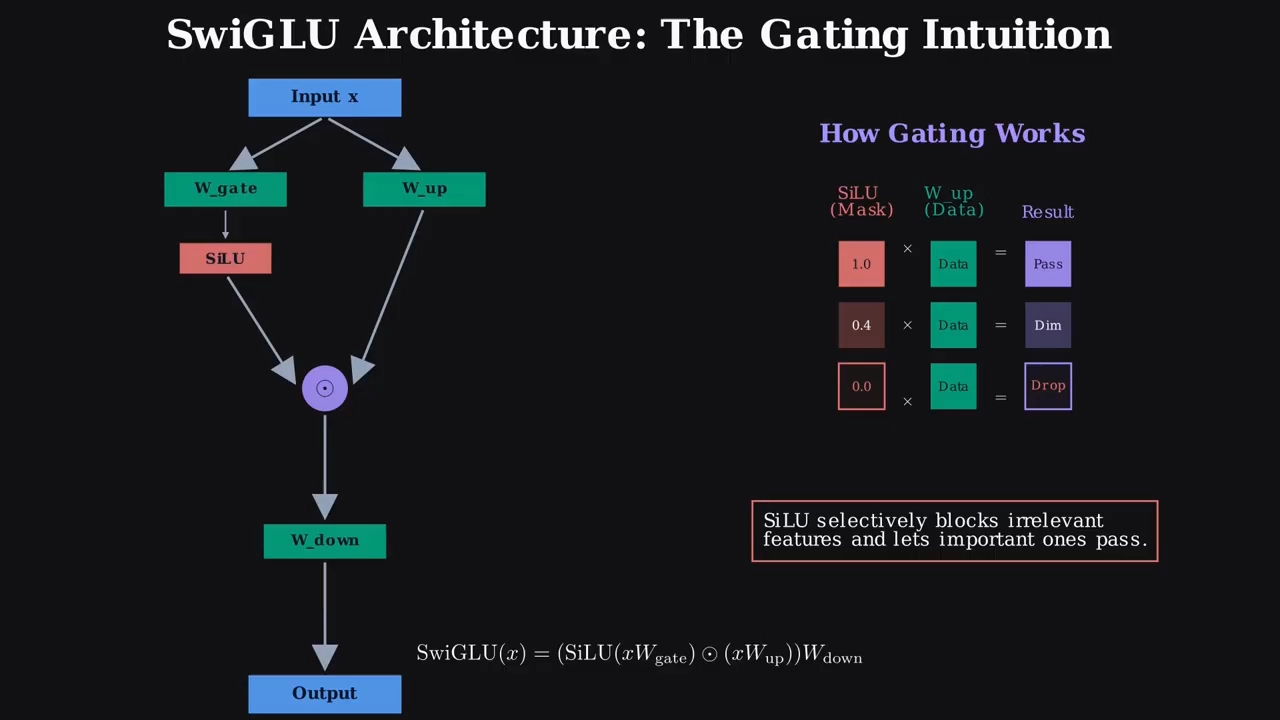 SwiGLU Architecture: The Gating Intuition
Input x
W_gate
W_up
SiLU
⊙
W_down
Output
How Gating Works
SiLU
(Mask)
W_up
(Data)
Result
1.0 × Data = Pass
0.4 × Data = Dim
0.0 × Data = Drop
SiLU selectively blocks irrelevant
features and lets important ones pass.
SwiGLU(x) = (SiLU(xW_gate) ⊙ (xW_up))W_down